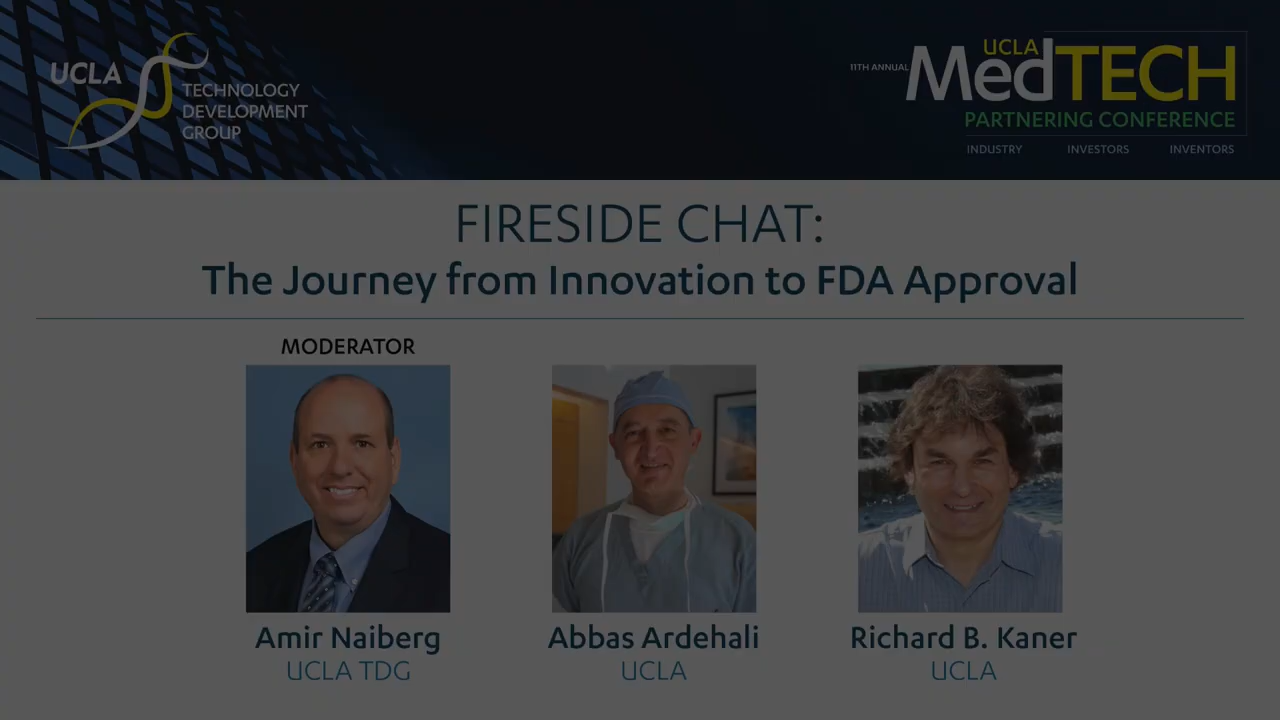 UCLA
TECHNOLOGY
DEVELOPMENT
GROUP
11TH ANNUAL
UCLA
MedTECH
PARTNERING CONFERENCE
INDUSTRY INVESTORS INVENTORS
FIRESIDE CHAT:
The Journey from Innovation to FDA Approval
MODERATOR
Amir Naiberg
UCLA TDG
Abbas Ardehali
UCLA
Richard B. Kaner
UCLA